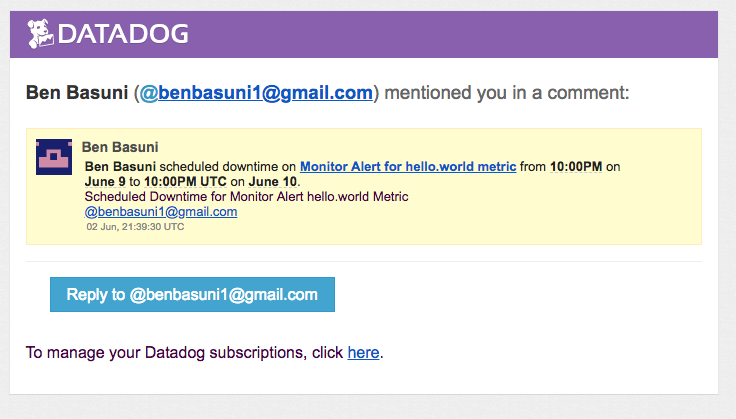 DATADOG
Ben Basuni (@benbasuni1@gmail.com) mentioned you in a comment:
Ben Basuni
Ben Basuni scheduled downtime on Monitor Alert for hello.world metric from 10:00PM on
June 9 to 10:00PM UTC on June 10.
Scheduled Downtime for Monitor Alert hello.world Metric
@benbasuni1@gmail.com
02 Jun, 21:39:30 UTC
Reply to @benbasuni1@gmail.com
To manage your Datadog subscriptions, click here.